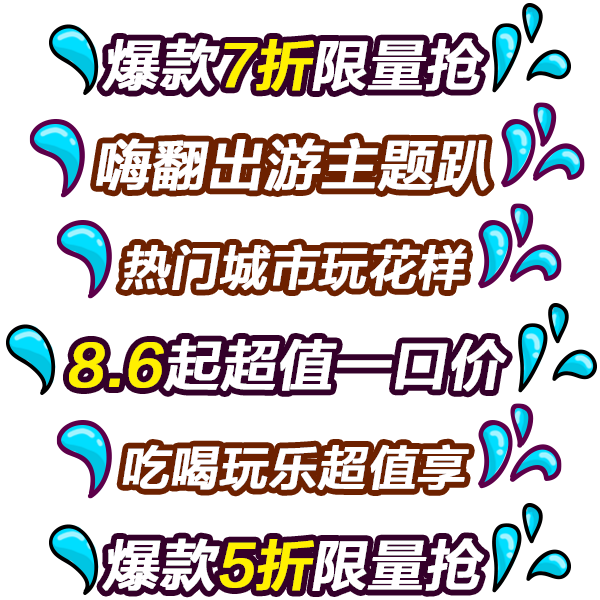 爆款7折限量抢
嗨翻出游主题趴
热门城市玩花样
8.6起超值一口价
吃喝玩乐超值享
爆款5折限量抢